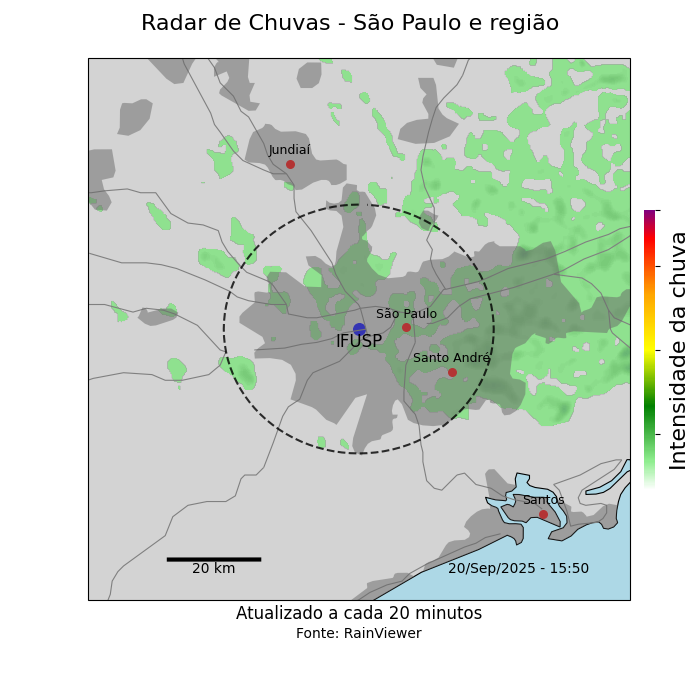 Radar de Chuvas - São Paulo e região
Jundiaí
São Paulo
IFUSP
Santo André
Intensidade da chuva
Santos
20 km
20/Sep/2025 - 15:50
Atualizado a cada 20 minutos
Fonte: RainViewer